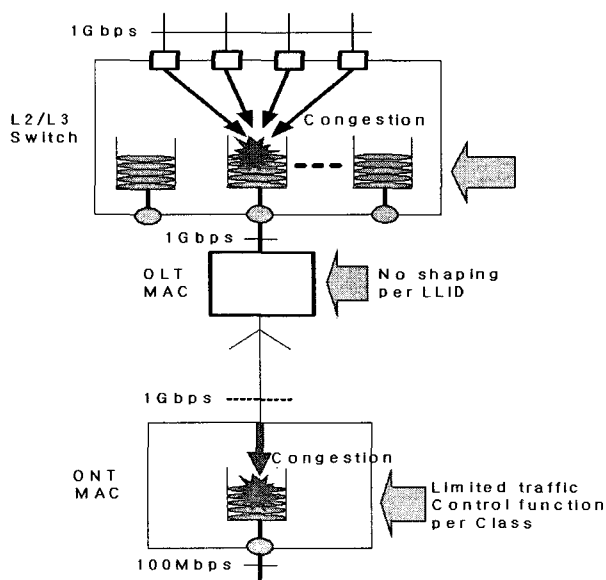 1Gbps
L2/L3
Switch
Congestion
1Gbps
OLT
MAC
No shaping
per LLID
1Gbps
Congestion
ONT
MAC
Limited traffic
Control function
per Class
100Mbps